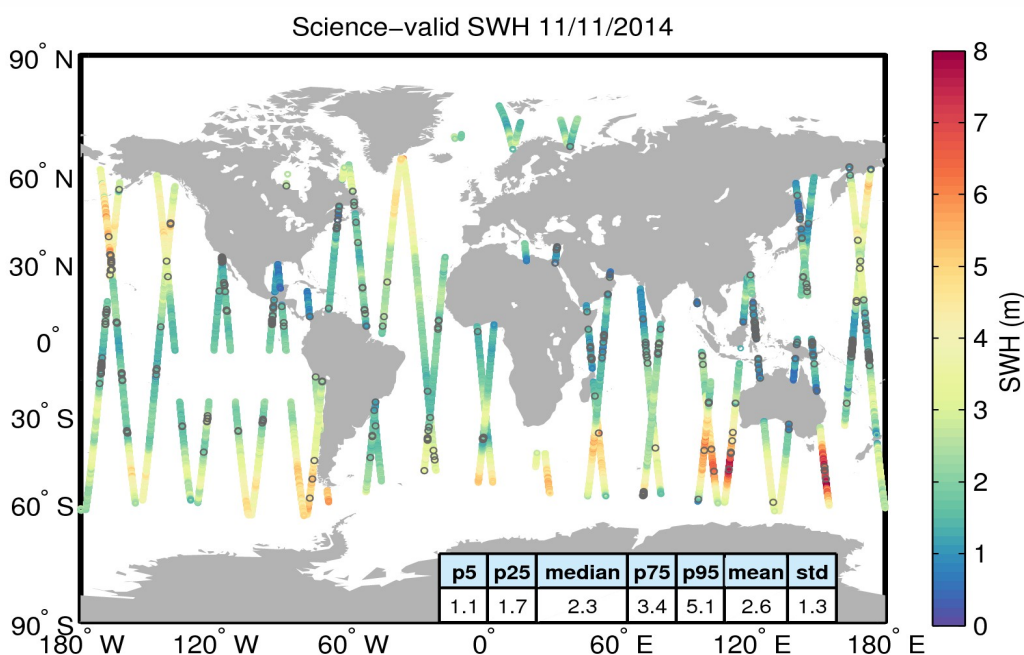 Science−valid SWH 11/11/2014
90° N
60° N
30° N
0°
30° S
60° S
90° S
180° W
120° W
60° W
0°
60° E
120° E
180° E
8
7
6
5
4
3
2
1
0
SWH (m)
p5 p25 median p75 p95 mean std
1.1 1.7 2.3 3.4 5.1 2.6 1.3